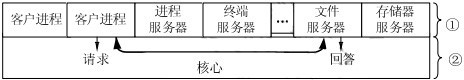 客户进程 客户进程 进程服务器 终端服务器 … 文件服务器 存储器服务器 ①
请求 核心 回答 ②